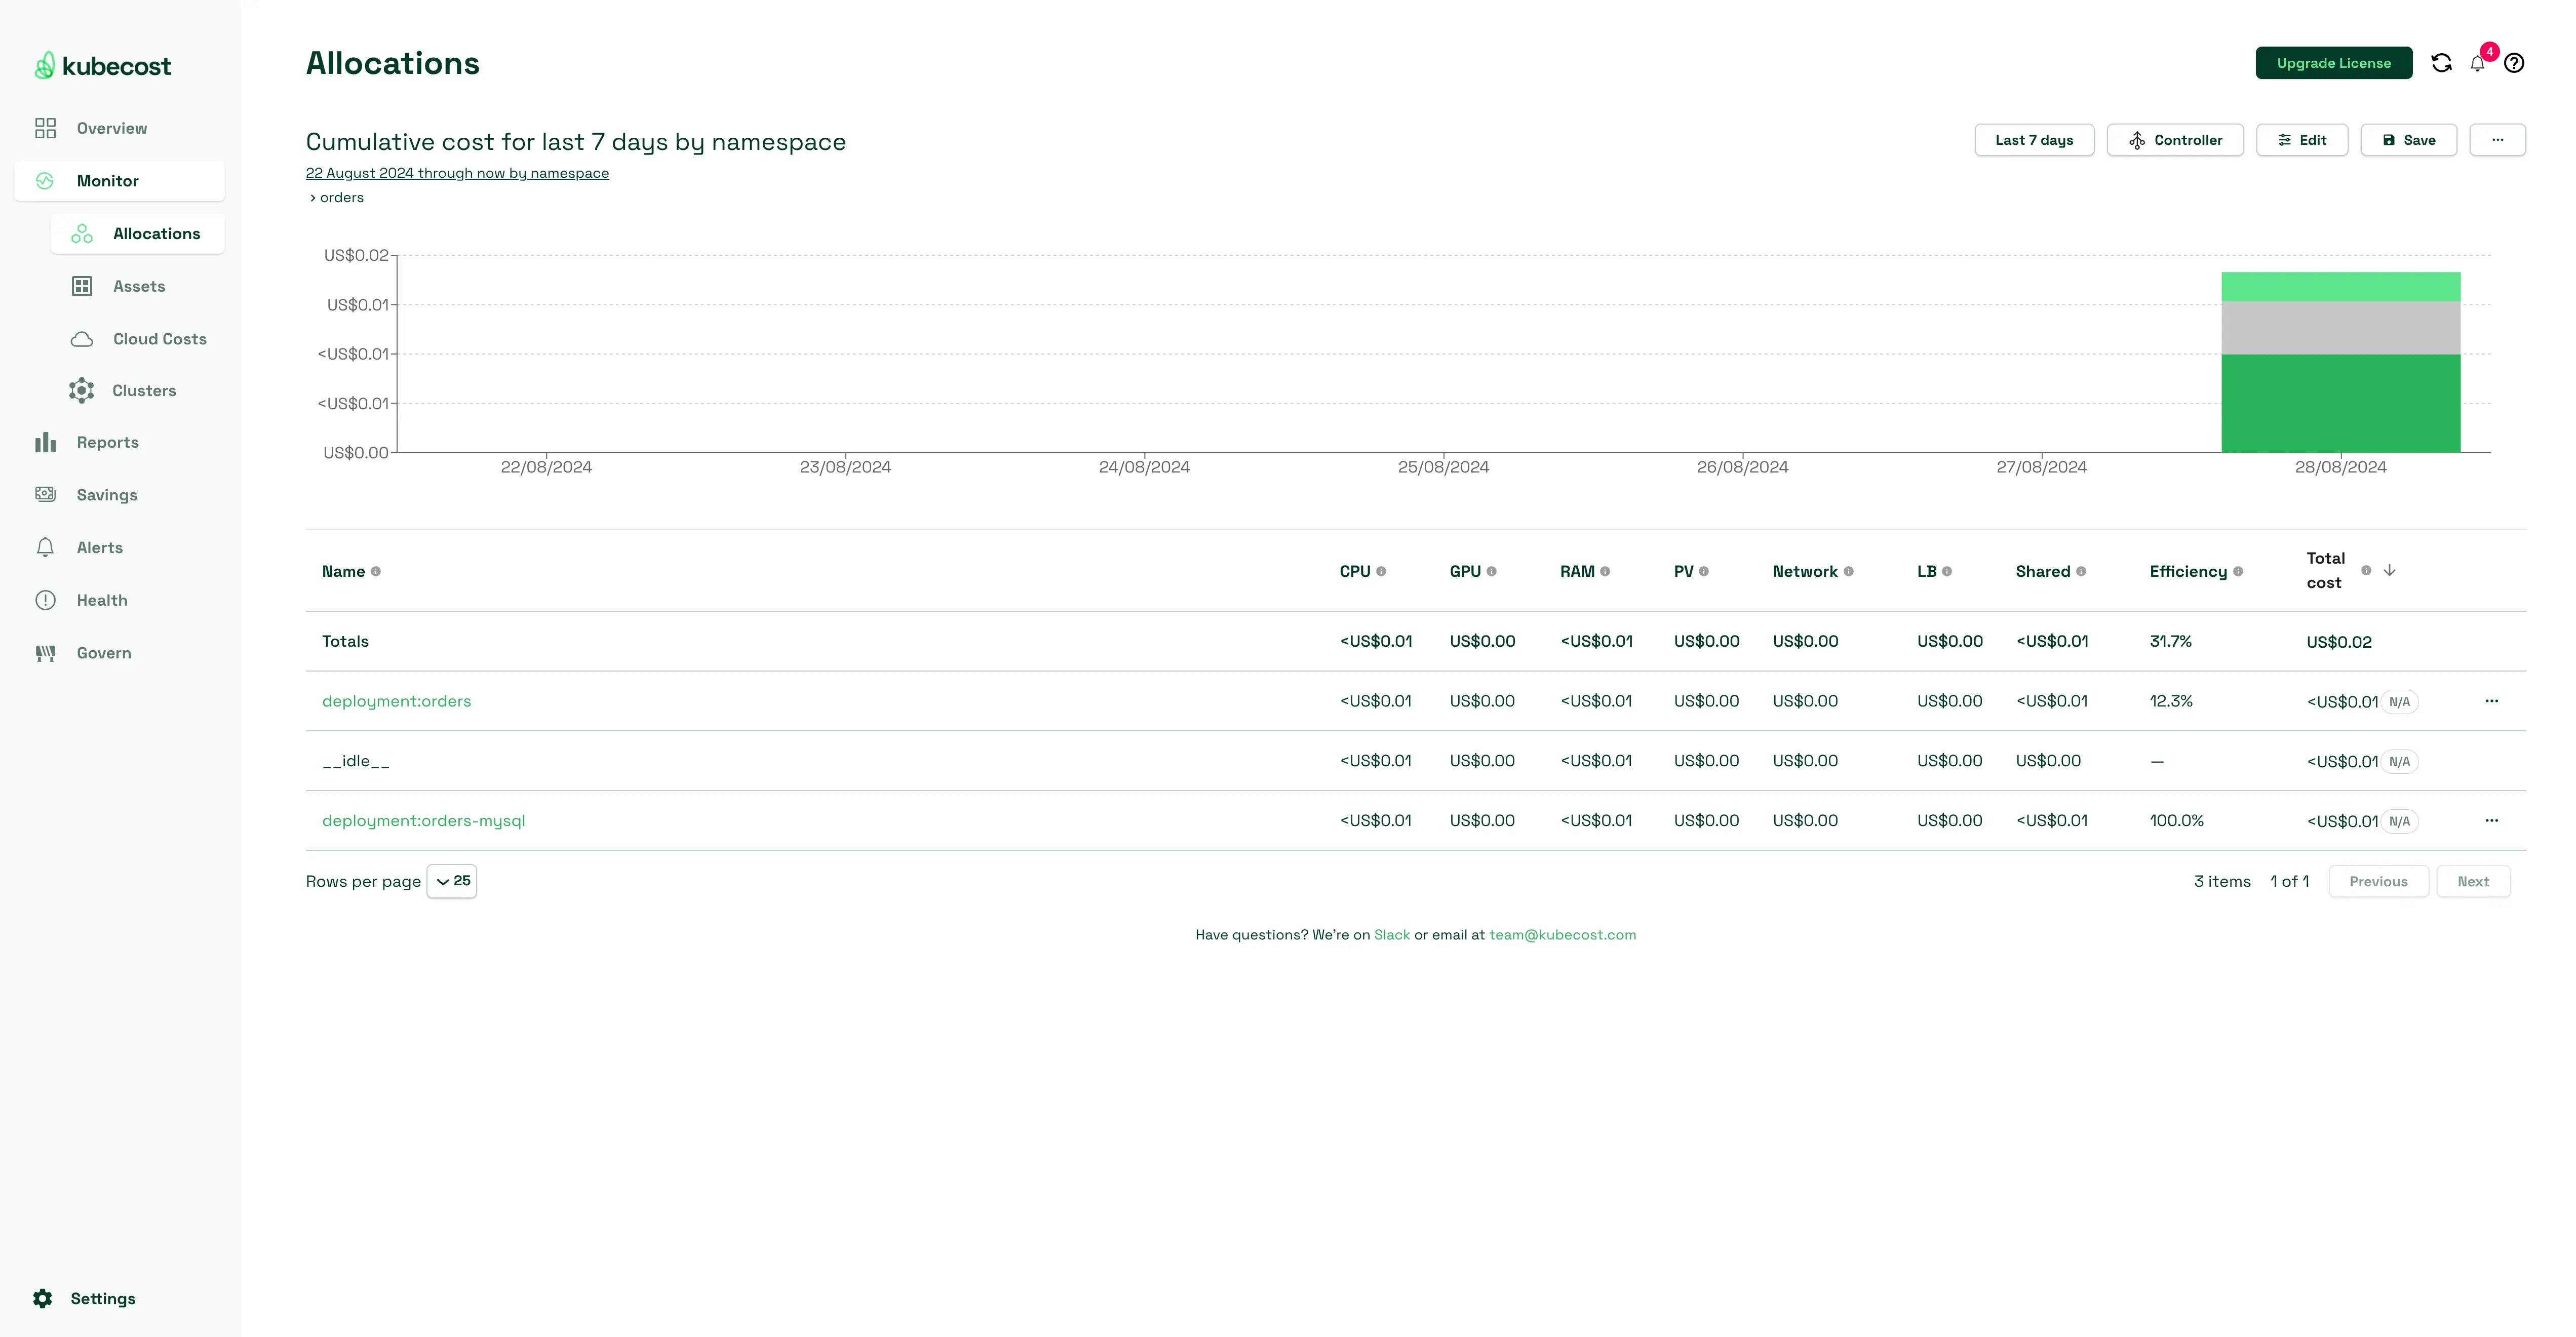 kubecost
Overview
Monitor
Allocations
Assets
Cloud Costs
Clusters
Reports
Savings
Alerts
Health
Govern
Settings
Allocations
Upgrade License
4
Cumulative cost for last 7 days by namespace
22 August 2024 through now by namespace
› orders
Last 7 days
Controller
Edit
Save
...
US$0.02
US$0.01
<US$0.01
<US$0.01
US$0.00
22/08/2024 23/08/2024 24/08/2024 25/08/2024 26/08/2024 27/08/2024 28/08/2024
Name CPU GPU RAM PV Network LB Shared Efficiency Total cost
Totals <US$0.01 US$0.00 <US$0.01 US$0.00 US$0.00 US$0.00 <US$0.01 31.7% US$0.02
deployment:orders <US$0.01 US$0.00 <US$0.01 US$0.00 US$0.00 US$0.00 <US$0.01 12.3% <US$0.01 N/A ...
__idle__ <US$0.01 US$0.00 <US$0.01 US$0.00 US$0.00 US$0.00 US$0.00 — <US$0.01 N/A
deployment:orders-mysql <US$0.01 US$0.00 <US$0.01 US$0.00 US$0.00 US$0.00 <US$0.01 100.0% <US$0.01 N/A ...
Rows per page 25
3 items 1 of 1 Previous Next
Have questions? We're on Slack or email at team@kubecost.com